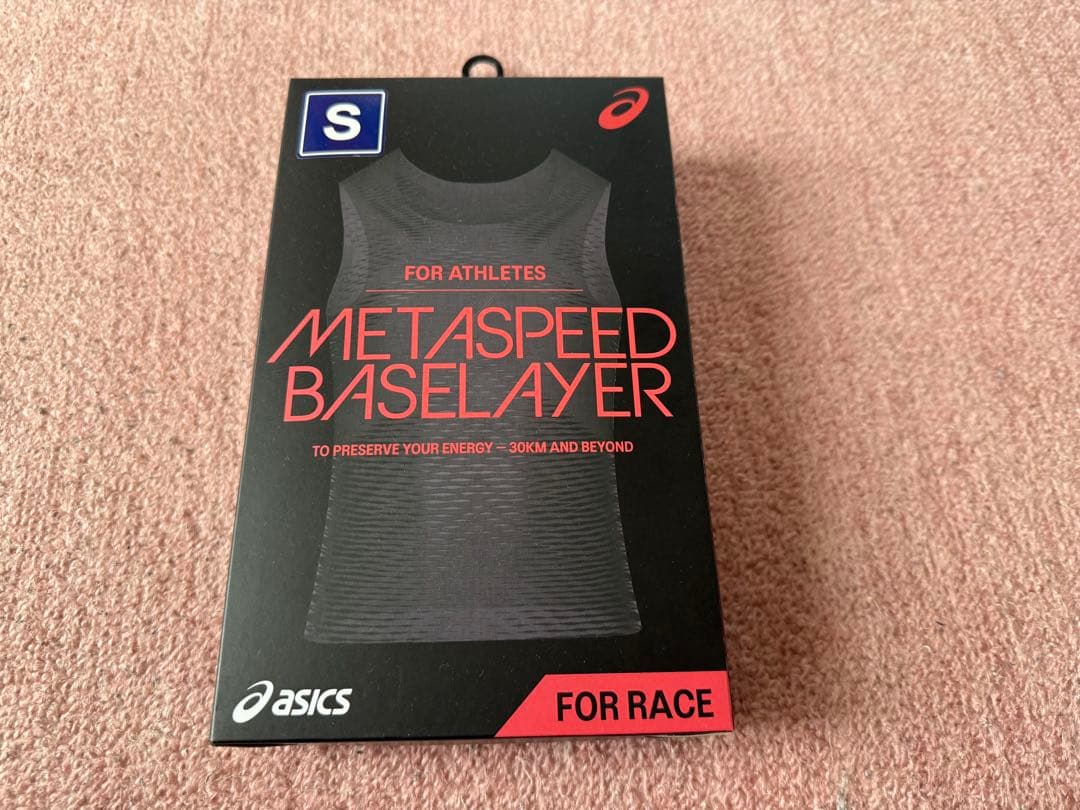 S
FOR ATHLETES
METASPEED
BASELAYER
TO PRESERVE YOUR ENERGY – 30KM AND BEYOND
asics
FOR RACE